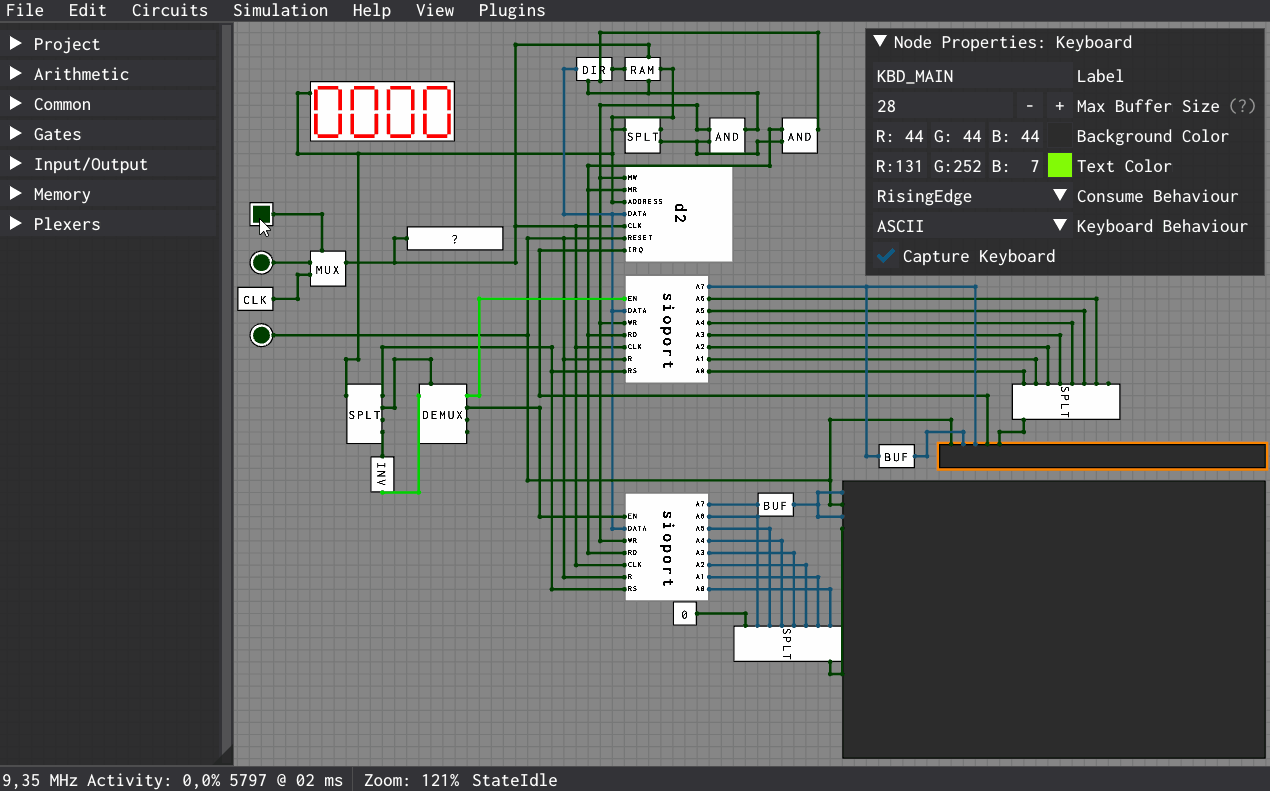 File Edit Circuits Simulation Help View Plugins
Project
Arithmetic
Common
Gates
Input/Output
Memory
Plexers
0000
MUX
CLK
?
SPLT
DEMUX
INV
DIR
RAM
SPLT
AND
AND
MW
MR
ADDRESS
DATA
CLK
RESET
IRQ
d2
EN
DATA
WR
RD
CLK
R
RS
sioport
A7
A6
A5
A4
A3
A2
A1
A0
SPLT
BUF
EN
DATA
WR
RD
CLK
R
RS
sioport
A7
A6
A5
A4
A3
A2
A1
A0
BUF
0
SPLT
Node Properties: Keyboard
KBD_MAIN Label
28 - + Max Buffer Size (?)
R: 44 G: 44 B: 44 Background Color
R:131 G:252 B: 7 Text Color
RisingEdge Consume Behaviour
ASCII Keyboard Behaviour
Capture Keyboard
9,35 MHz Activity: 0,0% 5797 @ 02 ms Zoom: 121% StateIdle